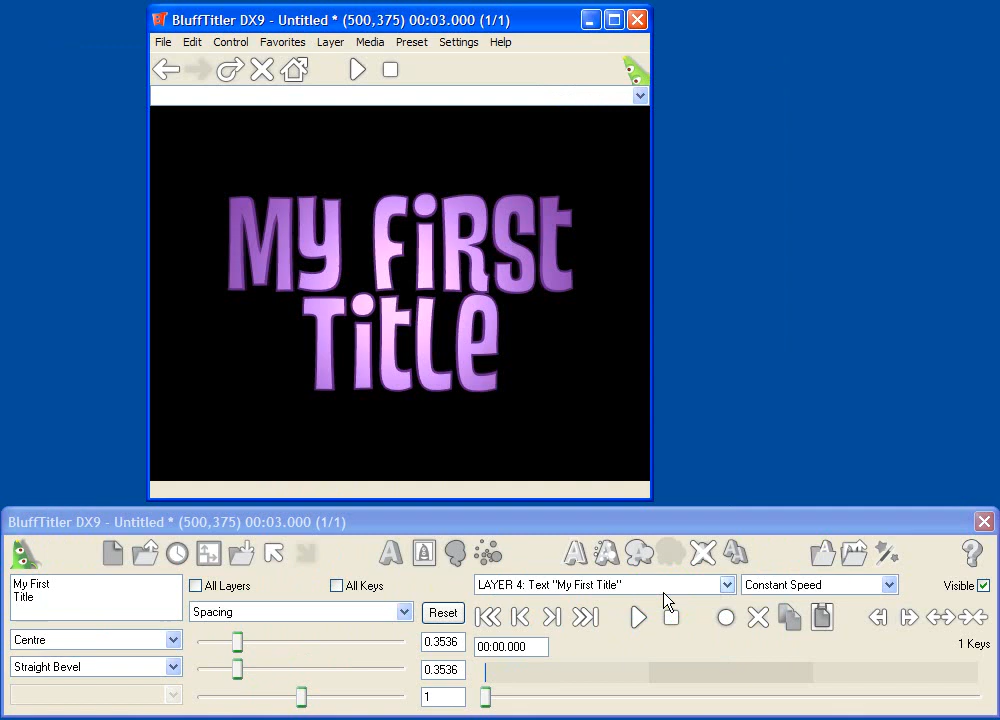 BluffTitler DX9 - Untitled * (500,375) 00:03.000 (1/1)
File Edit Control Favorites Layer Media Preset Settings Help
My First
Title
BluffTitler DX9 - Untitled * (500,375) 00:03.000 (1/1)
My First
Title
All Layers
All Keys
LAYER 4: Text "My First Title"
Constant Speed
Visible
Spacing
Reset
Centre
0.3536
00:00.000
1 Keys
Straight Bevel
0.3536
1